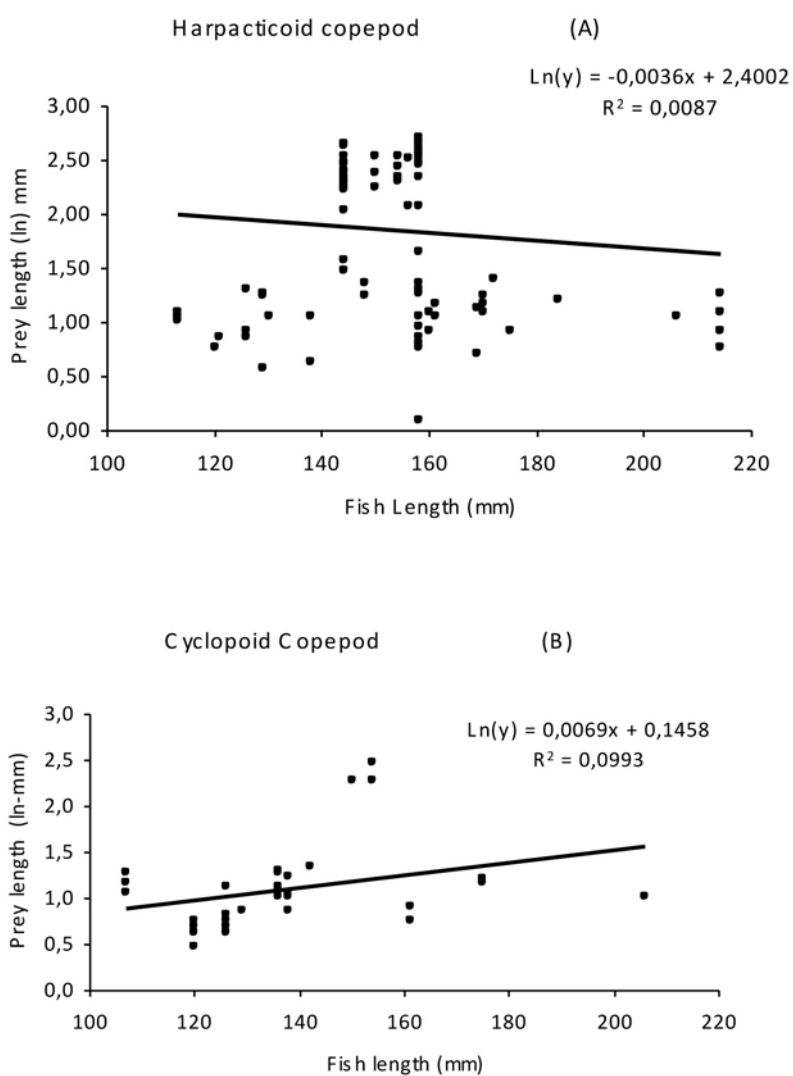 Harpacticoid copepod (A)
Ln(y) = -0,0036x + 2,4002
R² = 0,0087
3,00
2,50
2,00
1,50
1,00
0,50
0,00
Prey length (ln) mm
100 120 140 160 180 200 220
Fish Length (mm)
Cyclopoid Copepod (B)
Ln(y) = 0,0069x + 0,1458
R² = 0,0993
3,0
2,5
2,0
1,5
1,0
0,5
0,0
Prey length (ln-mm)
100 120 140 160 180 200 220
Fish length (mm)